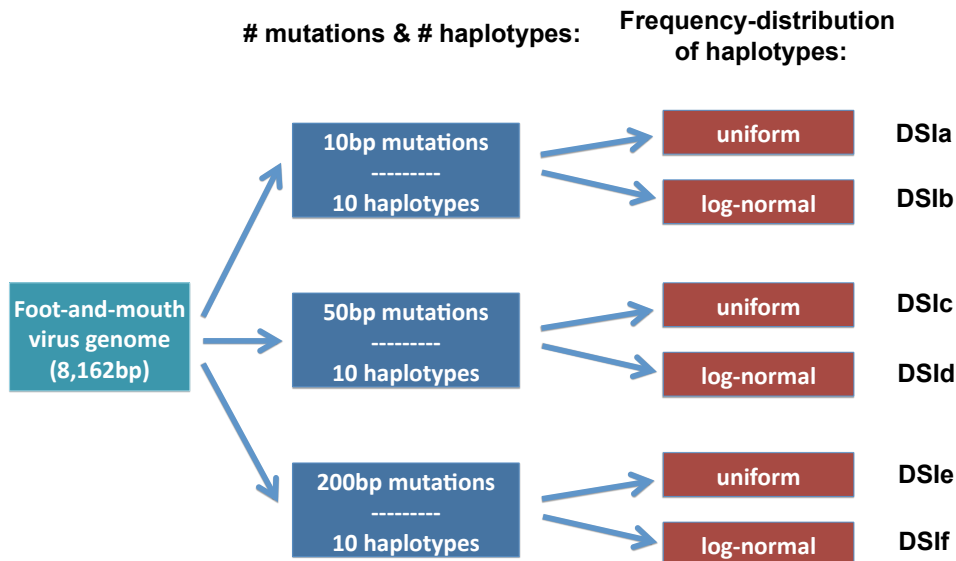 # mutations & # haplotypes:
Frequency-distribution
of haplotypes:
Foot-and-mouth
virus genome
(8,162bp)
10bp mutations
---------
10 haplotypes
uniform
DSIa
log-normal
DSIb
50bp mutations
---------
10 haplotypes
uniform
DSIc
log-normal
DSId
200bp mutations
---------
10 haplotypes
uniform
DSIe
log-normal
DSIf